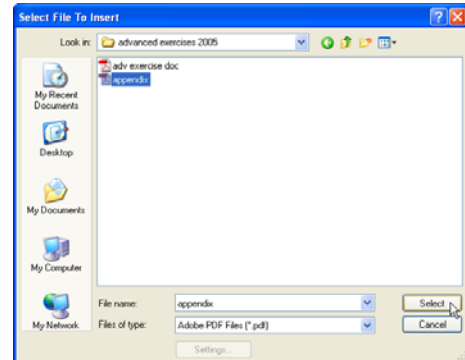 Select File To Insert
Look in: advanced exercises 2005
adv exercise doc
appendix
My Recent
Documents
Desktop
My Documents
My Computer
My Network
File name: appendix Select
Files of type: Adobe PDF Files (*.pdf) Cancel
Settings...